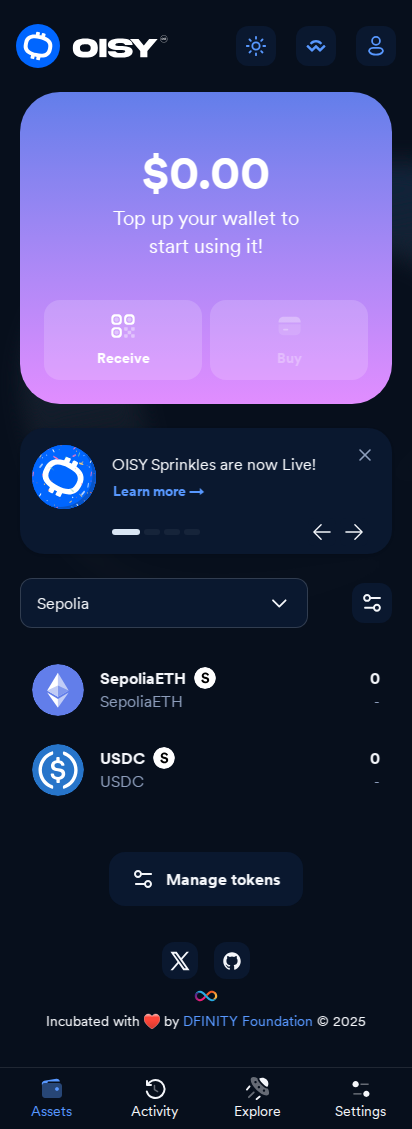 OISY
$0.00
Top up your wallet to
start using it!
Receive
Buy
OISY Sprinkles are now Live!
Learn more →
Sepolia
SepoliaETH
0
SepoliaETH
-
USDC
0
USDC
-
Manage tokens
Incubated with ❤️ by DFINITY Foundation © 2025
Assets
Activity
Explore
Settings